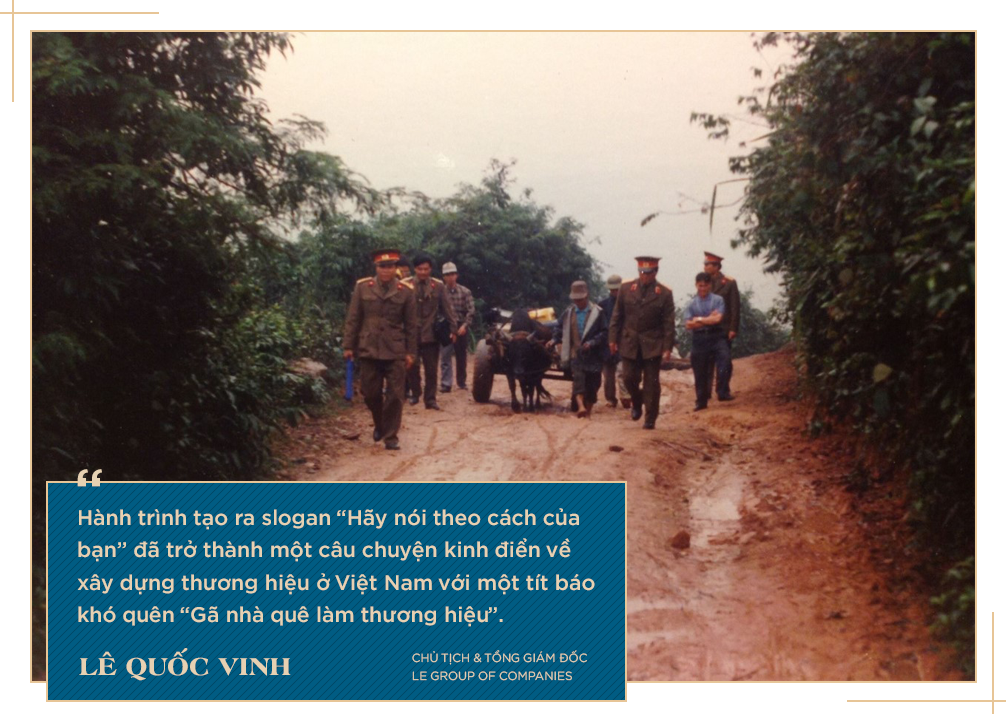 “
Hành trình tạo ra slogan “Hãy nói theo cách của
bạn” đã trở thành một câu chuyện kinh điển về
xây dựng thương hiệu ở Việt Nam với một tít báo
khó quên “Gã nhà quê làm thương hiệu”.
LÊ QUỐC VINH
CHỦ TỊCH & TỔNG GIÁM ĐỐC
LE GROUP OF COMPANIES